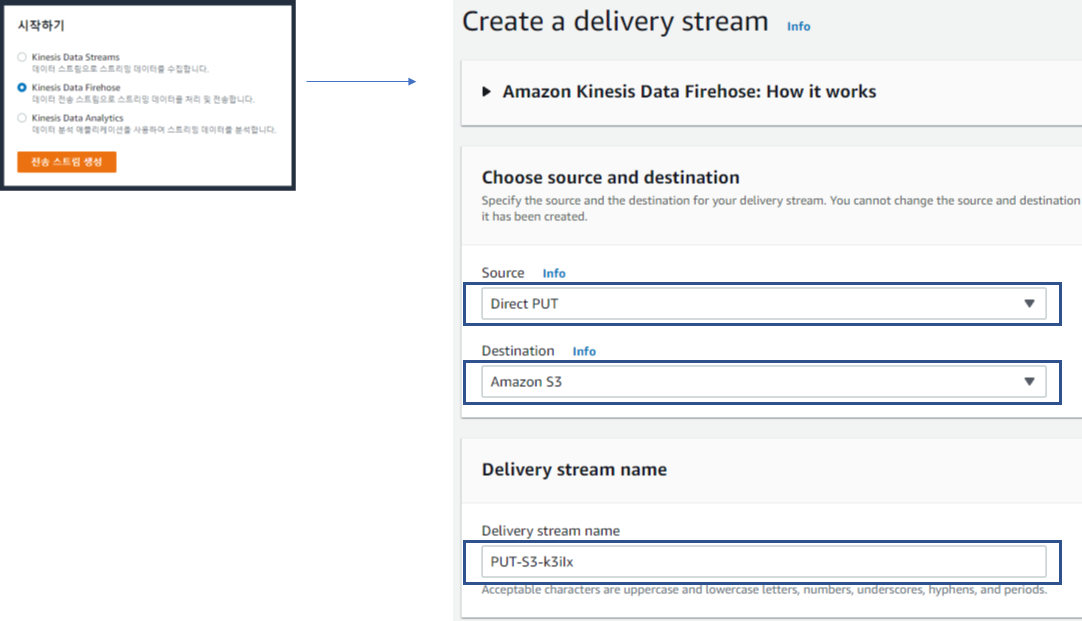 시작하기
Kinesis Data Streams
데이터 스트림으로 스트리밍 데이터를 수집합니다.
Kinesis Data Firehose
데이터 전송 스트림으로 스트리밍 데이터를 처리 및 전송합니다.
Kinesis Data Analytics
데이터 분석 애플리케이션을 사용하여 스트리밍 데이터를 분석합니다.
전송 스트림 생성
Create a delivery stream Info
Amazon Kinesis Data Firehose: How it works
Choose source and destination
Specify the source and the destination for your delivery stream. You cannot change the source and destination
it has been created.
Source Info
Direct PUT
Destination Info
Amazon S3
Delivery stream name
Delivery stream name
PUT-S3-k3iIx
Acceptable characters are uppercase and lowercase letters, numbers, underscores, hyphens, and periods.